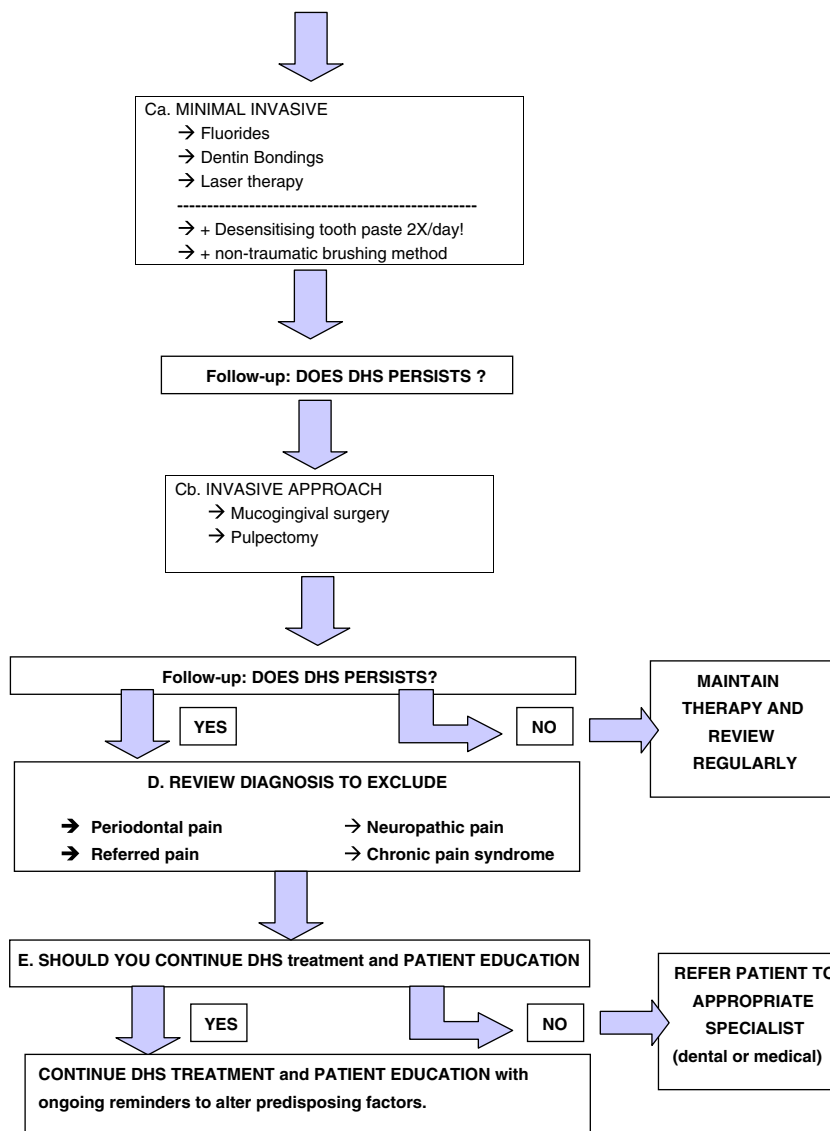 Ca. MINIMAL INVASIVE
→ Fluorides
→ Dentin Bondings
→ Laser therapy
--------------------------------------------------
→ + Desensitising tooth paste 2X/day!
→ + non-traumatic brushing method
Follow-up: DOES DHS PERSISTS ?
Cb. INVASIVE APPROACH
→ Mucogingival surgery
→ Pulpectomy
Follow-up: DOES DHS PERSISTS?
YES
NO
MAINTAIN
THERAPY AND
REVIEW
REGULARLY
D. REVIEW DIAGNOSIS TO EXCLUDE
→ Periodontal pain → Neuropathic pain
→ Referred pain → Chronic pain syndrome
E. SHOULD YOU CONTINUE DHS treatment and PATIENT EDUCATION
YES
NO
REFER PATIENT TO
APPROPRIATE
SPECIALIST
(dental or medical)
CONTINUE DHS TREATMENT and PATIENT EDUCATION with
ongoing reminders to alter predisposing factors.